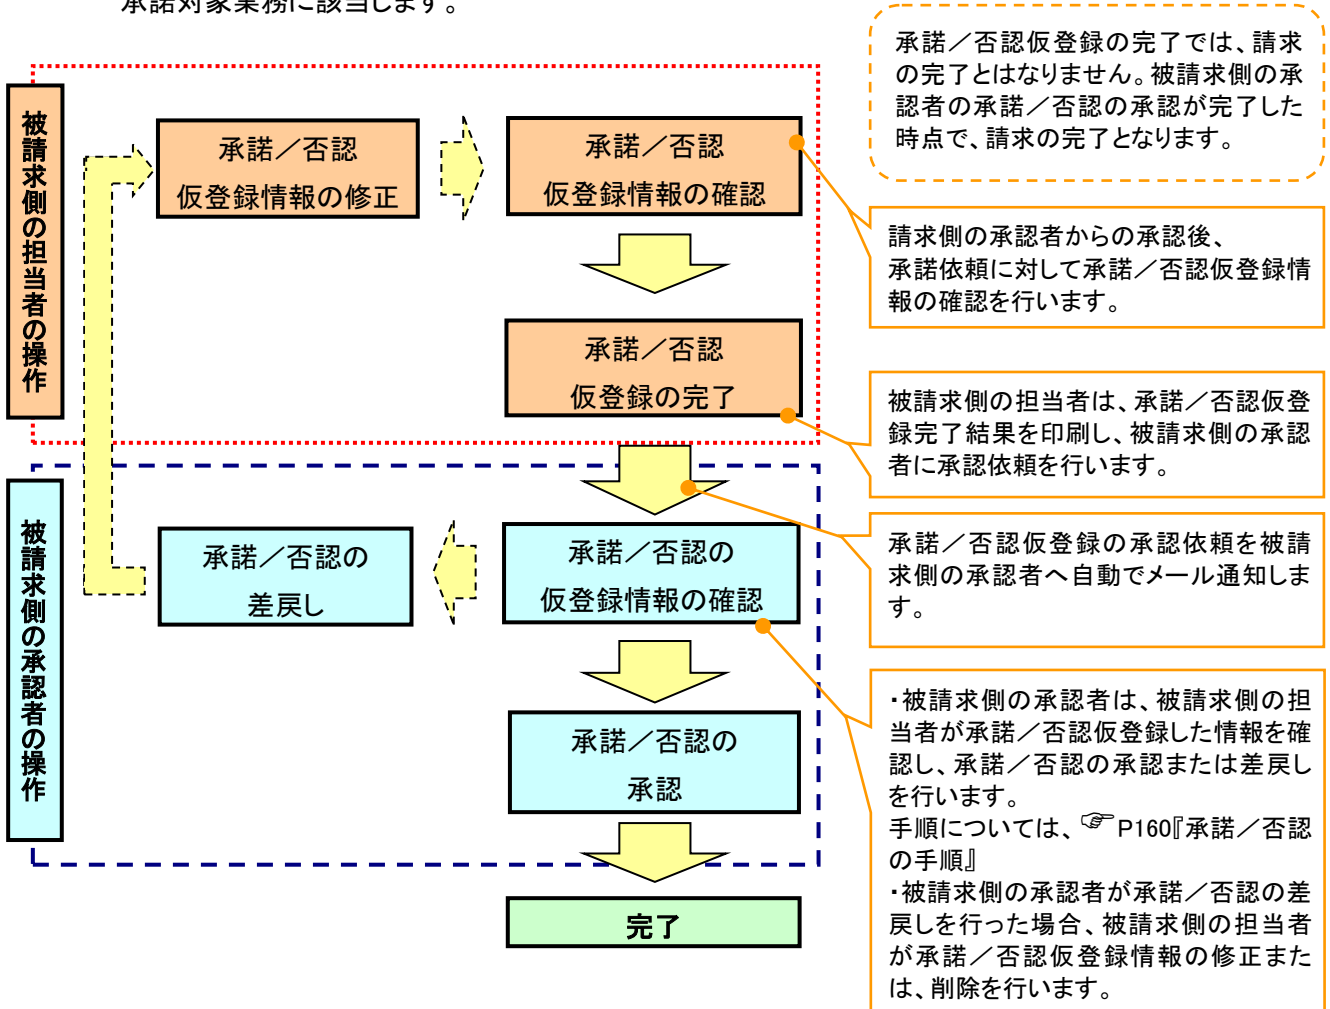 承諾対象業務に該当します。
承諾／否認仮登録の完了では、請求
の完了とはなりません。被請求側の承
認者の承諾／否認の承認が完了した
時点で、請求の完了となります。
被請求側の担当者の操作
承諾／否認
仮登録情報の修正
承諾／否認
仮登録情報の確認
請求側の承認者からの承認後、
承諾依頼に対して承諾／否認仮登録情
報の確認を行います。
承諾／否認
仮登録の完了
被請求側の担当者は、承諾／否認仮登
録完了結果を印刷し、被請求側の承認
者に承認依頼を行います。
被請求側の承認者の操作
承諾／否認の
差戻し
承諾／否認の
仮登録情報の確認
承諾／否認仮登録の承認依頼を被請
求側の承認者へ自動でメール通知しま
す。
承諾／否認の
承認
・被請求側の承認者は、被請求側の担
当者が承諾／否認仮登録した情報を確
認し、承諾／否認の承認または差戻し
を行います。
手順については、☞P160『承諾／否認
の手順』
・被請求側の承認者が承諾／否認の差
戻しを行った場合、被請求側の担当者
が承諾／否認仮登録情報の修正また
は、削除を行います。
完了